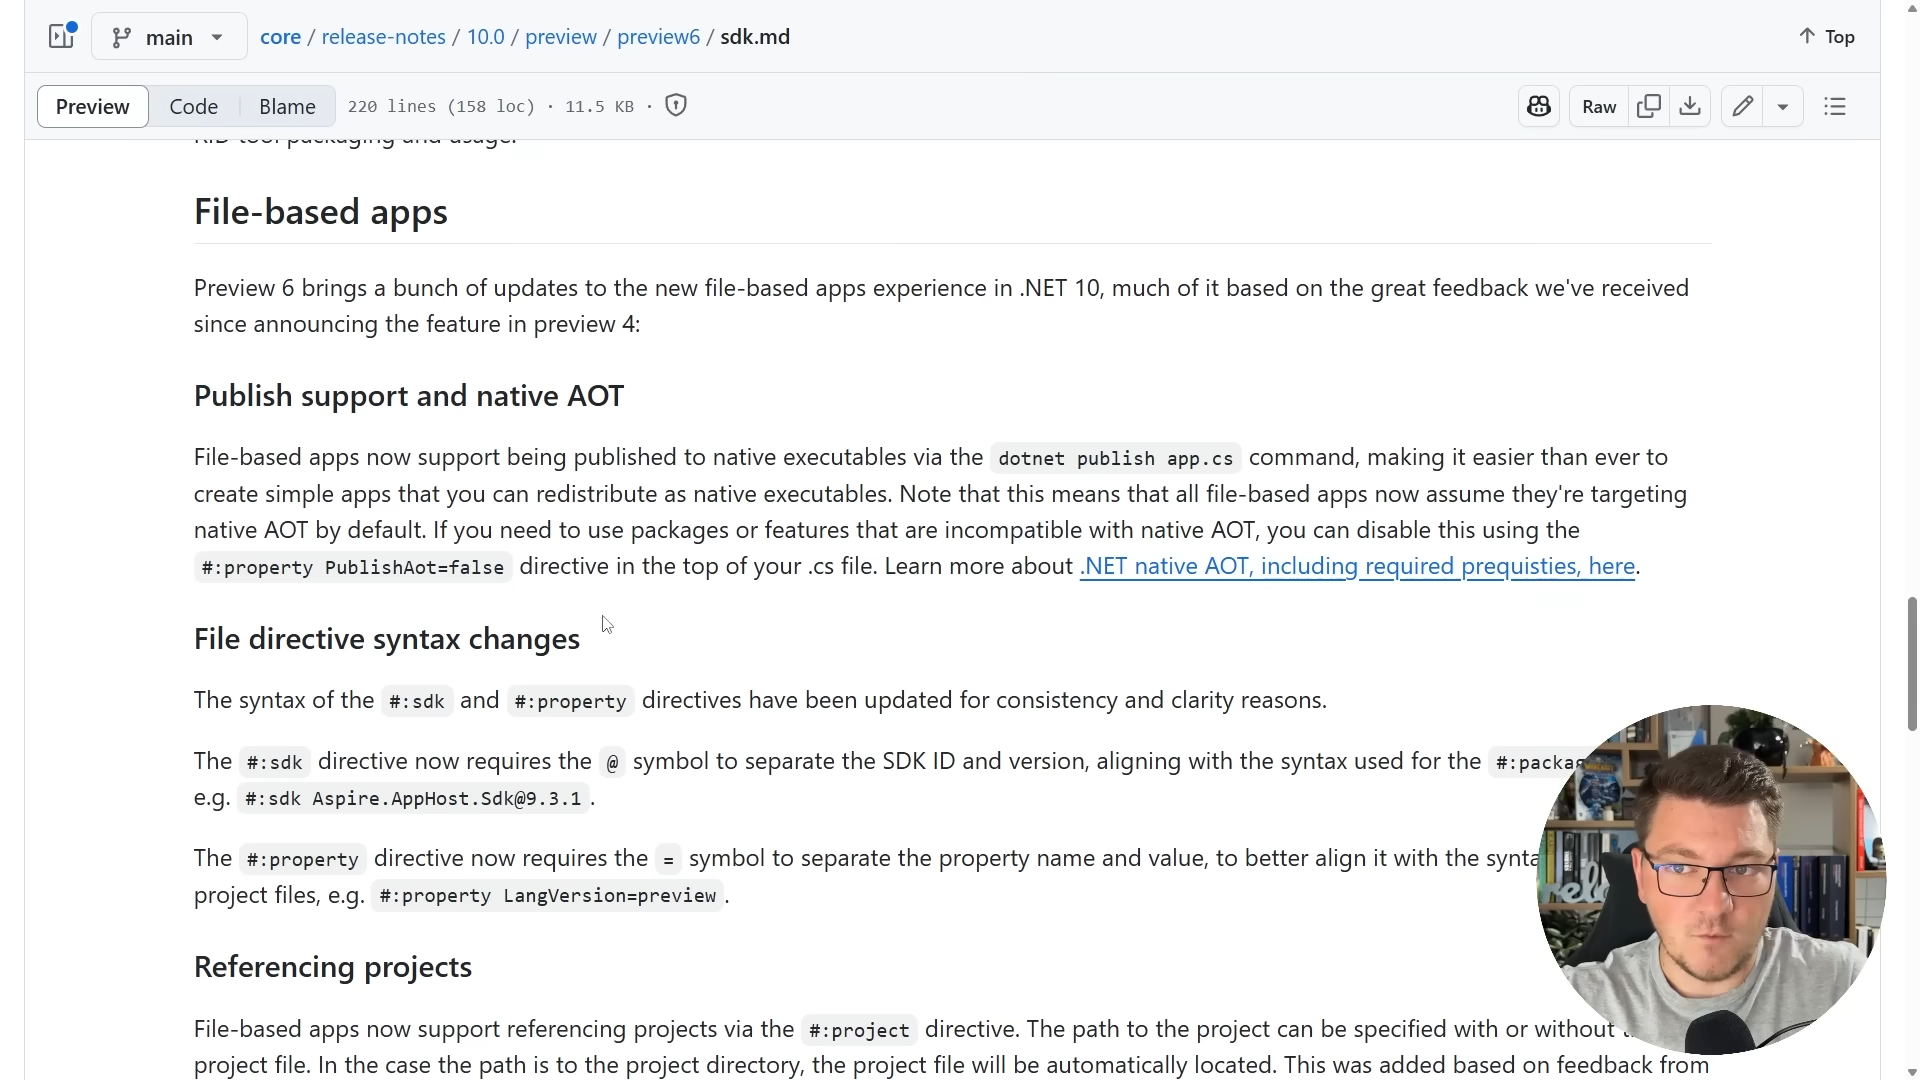 main
core / release-notes / 10.0 / preview / preview6 / sdk.md
Top
Preview
Code
Blame
220 lines (158 loc) · 11.5 KB ·
Raw
RID tool packaging and usage.
File-based apps
Preview 6 brings a bunch of updates to the new file-based apps experience in .NET 10, much of it based on the great feedback we've received
since announcing the feature in preview 4:
Publish support and native AOT
File-based apps now support being published to native executables via the dotnet publish app.cs command, making it easier than ever to
create simple apps that you can redistribute as native executables. Note that this means that all file-based apps now assume they're targeting
native AOT by default. If you need to use packages or features that are incompatible with native AOT, you can disable this using the
#:property PublishAot=false directive in the top of your .cs file. Learn more about .NET native AOT, including required prequisties, here.
File directive syntax changes
The syntax of the #:sdk and #:property directives have been updated for consistency and clarity reasons.
The #:sdk directive now requires the @ symbol to separate the SDK ID and version, aligning with the syntax used for the
e.g. #:sdk Aspire.AppHost.Sdk@9.3.1 .
The #:property directive now requires the = symbol to separate the property name and value, to better align it with the
project files, e.g. #:property LangVersion=preview .
Referencing projects
File-based apps now support referencing projects via the #:project directive. The path to the project can be specified with or without
project file. In the case the path is to the project directory, the project file will be automatically located. This was added based on feedback from